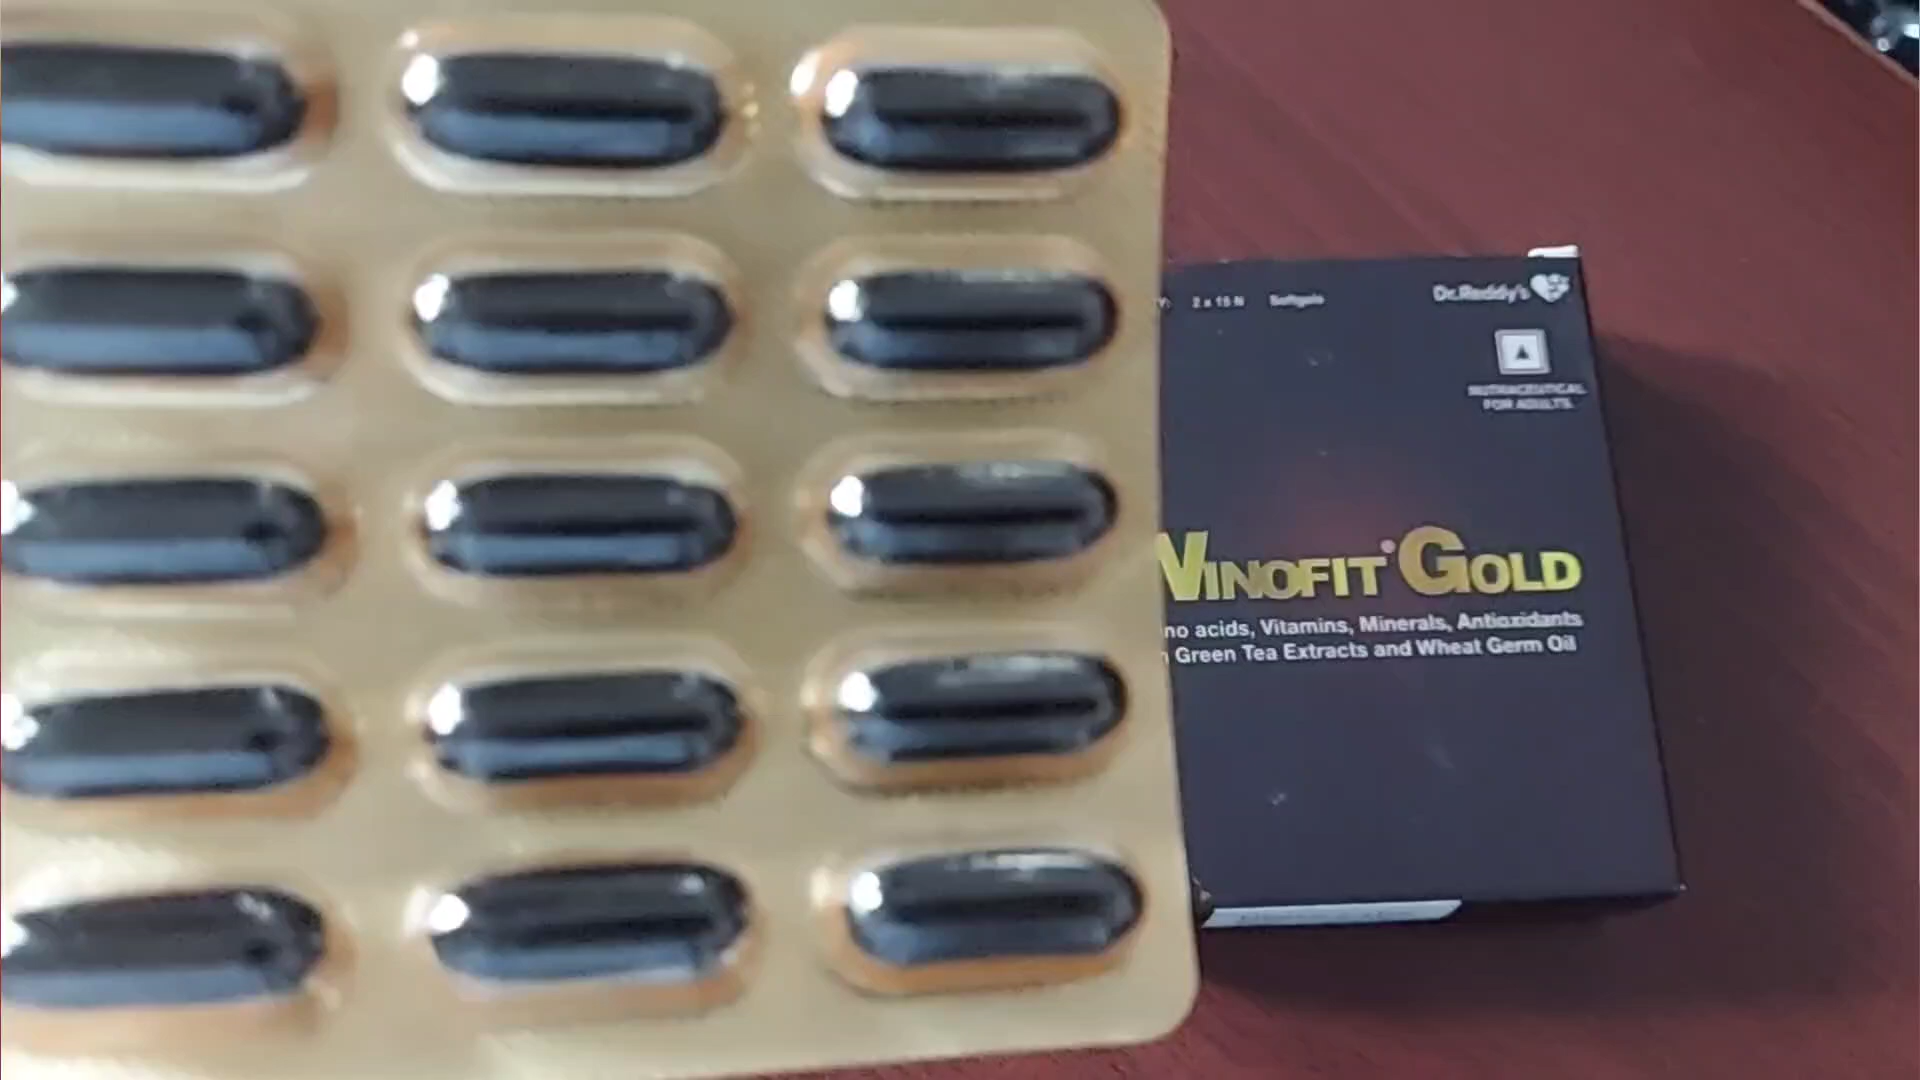 Y: 2 x 15 N Softgels
Dr.Reddy's
NUTRACEUTICAL
FOR ADULTS
INOFIT GOLD
no acids, Vitamins, Minerals, Antioxidants
Green Tea Extracts and Wheat Germ Oil